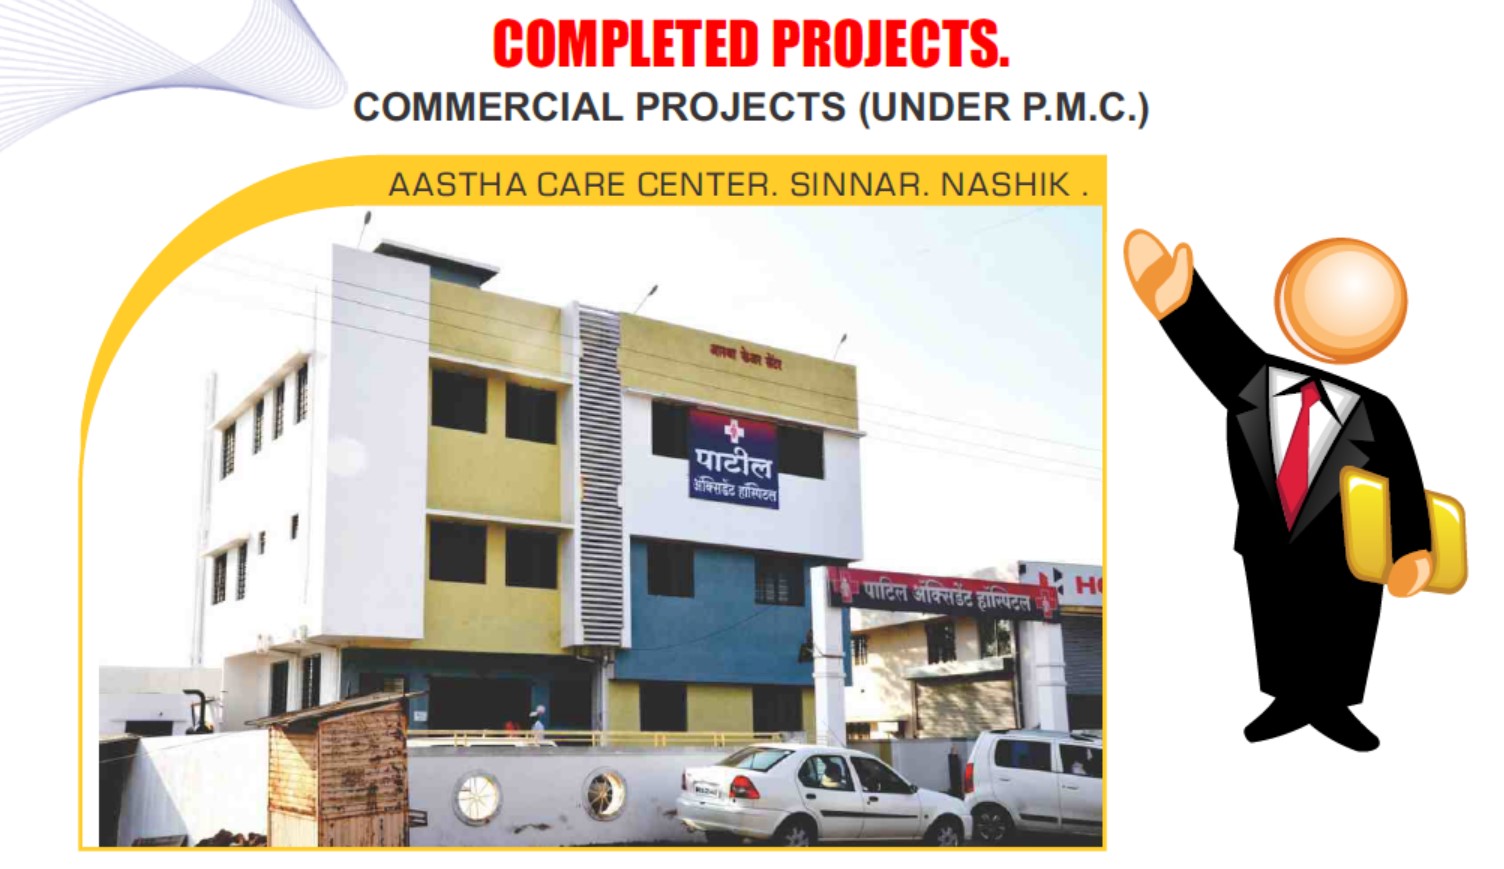 COMPLETED PROJECTS.
COMMERCIAL PROJECTS (UNDER P.M.C.)
AASTHA CARE CENTER. SINNAR. NASHIK .
आस्था केअर सेंटर
पाटील
ॲक्सिडेंट हॉस्पिटल
पाटिल ॲक्सिडेंट हॉस्पिटल
HO